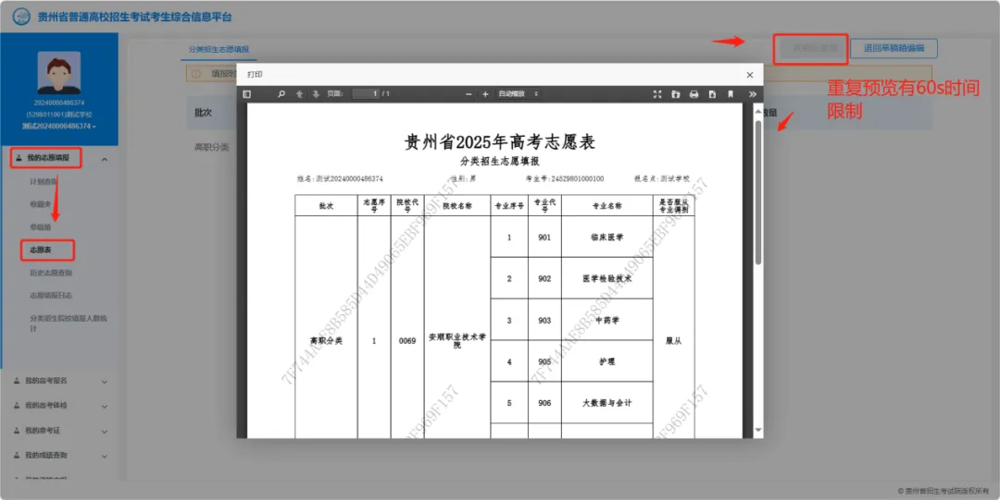 贵州省普通高校招生考试考生综合信息平台
20240000486374
(5298011001)测试学校
测试20240000486374
我的志愿填报
计划查询
收藏夹
草稿箱
志愿表
历史志愿查询
志愿填报日志
分类招生院校填报人数统
计
我的高考报名
我的高考体检
我的准考证
我的成绩查询
分类招生志愿填报
退回草稿箱编辑
填报时
批次
高职分类
重复预览有60s时间
限制
打印
页面:
1 / 1
自动缩放
贵州省2025年高考志愿表
分类招生志愿填报
姓名:测试20240000486374 性别:男 考生号:24529801000100 报名点:测试学校
批次 志愿序号 院校代号 院校名称 专业序号 专业代号 专业名称 是否服从专业调剂
1 901 临床医学
2 902 医学检验技术
3 903 中药学
高职分类 1 0069 安顺职业技术学院 服从
4 905 护理
5 906 大数据与会计
7F744AAE8B585D44D49065EBF969F157
7F744AAE8B585D44D49065EBF969F157
© 贵州省招生考试院版权所有